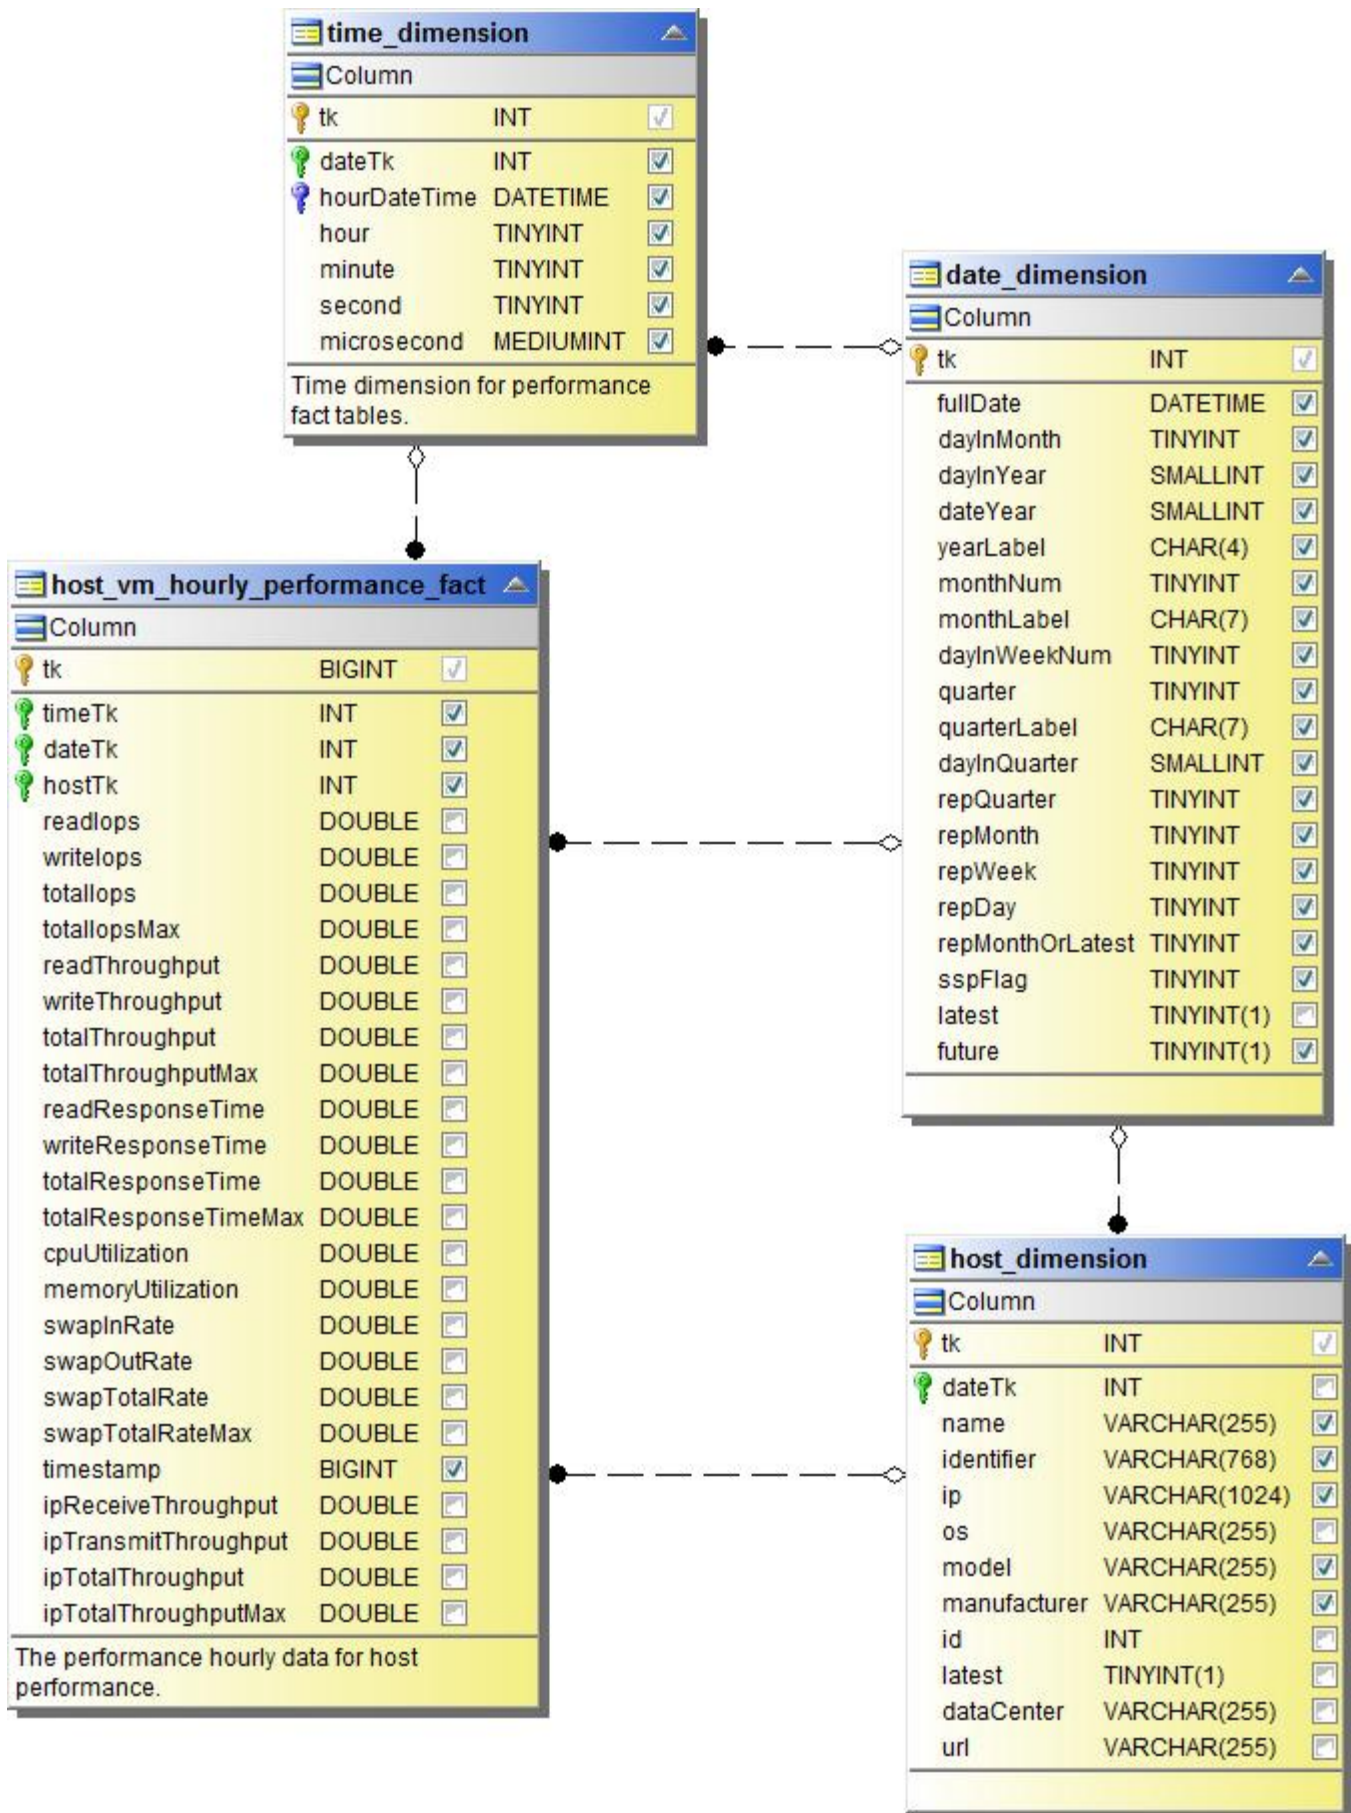 time_dimension
Column
tk INT
dateTk INT
hourDateTime DATETIME
hour TINYINT
minute TINYINT
second TINYINT
microsecond MEDIUMINT
Time dimension for performance
fact tables.
date_dimension
Column
tk INT
fullDate DATETIME
dayInMonth TINYINT
dayInYear SMALLINT
dateYear SMALLINT
yearLabel CHAR(4)
monthNum TINYINT
monthLabel CHAR(7)
dayInWeekNum TINYINT
quarter TINYINT
quarterLabel CHAR(7)
dayInQuarter SMALLINT
repQuarter TINYINT
repMonth TINYINT
repWeek TINYINT
repDay TINYINT
repMonthOrLatest TINYINT
sspFlag TINYINT
latest TINYINT(1)
future TINYINT(1)
host_vm_hourly_performance_fact
Column
tk BIGINT
timeTk INT
dateTk INT
hostTk INT
readIops DOUBLE
writeIops DOUBLE
totalIops DOUBLE
totalIopsMax DOUBLE
readThroughput DOUBLE
writeThroughput DOUBLE
totalThroughput DOUBLE
totalThroughputMax DOUBLE
readResponseTime DOUBLE
writeResponseTime DOUBLE
totalResponseTime DOUBLE
totalResponseTimeMax DOUBLE
cpuUtilization DOUBLE
memoryUtilization DOUBLE
swapInRate DOUBLE
swapOutRate DOUBLE
swapTotalRate DOUBLE
swapTotalRateMax DOUBLE
timestamp BIGINT
ipReceiveThroughput DOUBLE
ipTransmitThroughput DOUBLE
ipTotalThroughput DOUBLE
ipTotalThroughputMax DOUBLE
The performance hourly data for host
performance.
host_dimension
Column
tk INT
dateTk INT
name VARCHAR(255)
identifier VARCHAR(768)
ip VARCHAR(1024)
os VARCHAR(255)
model VARCHAR(255)
manufacturer VARCHAR(255)
id INT
latest TINYINT(1)
dataCenter VARCHAR(255)
url VARCHAR(255)